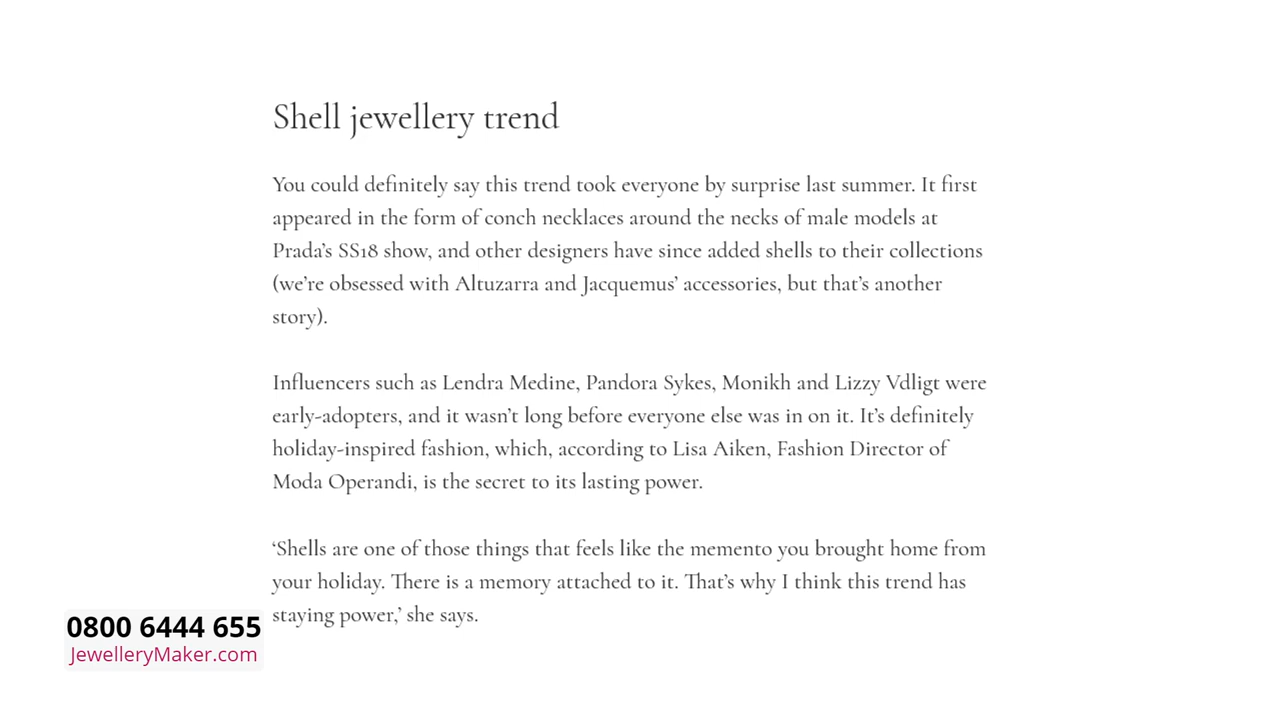 Shell jewellery trend
You could definitely say this trend took everyone by surprise last summer. It first
appeared in the form of conch necklaces around the necks of male models at
Prada's SS18 show, and other designers have since added shells to their collections
(we're obsessed with Altuzarra and Jacquemus' accessories, but that's another
story).
Influencers such as Lendra Medine, Pandora Sykes, Monikh and Lizzy Vdligt were
early-adopters, and it wasn't long before everyone else was in on it. It's definitely
holiday-inspired fashion, which, according to Lisa Aiken, Fashion Director of
Moda Operandi, is the secret to its lasting power.
‘Shells are one of those things that feels like the memento you brought home from
your holiday. There is a memory attached to it. That’s why I think this trend has
staying power,’ she says.
0800 6444 655
JewelleryMaker.com